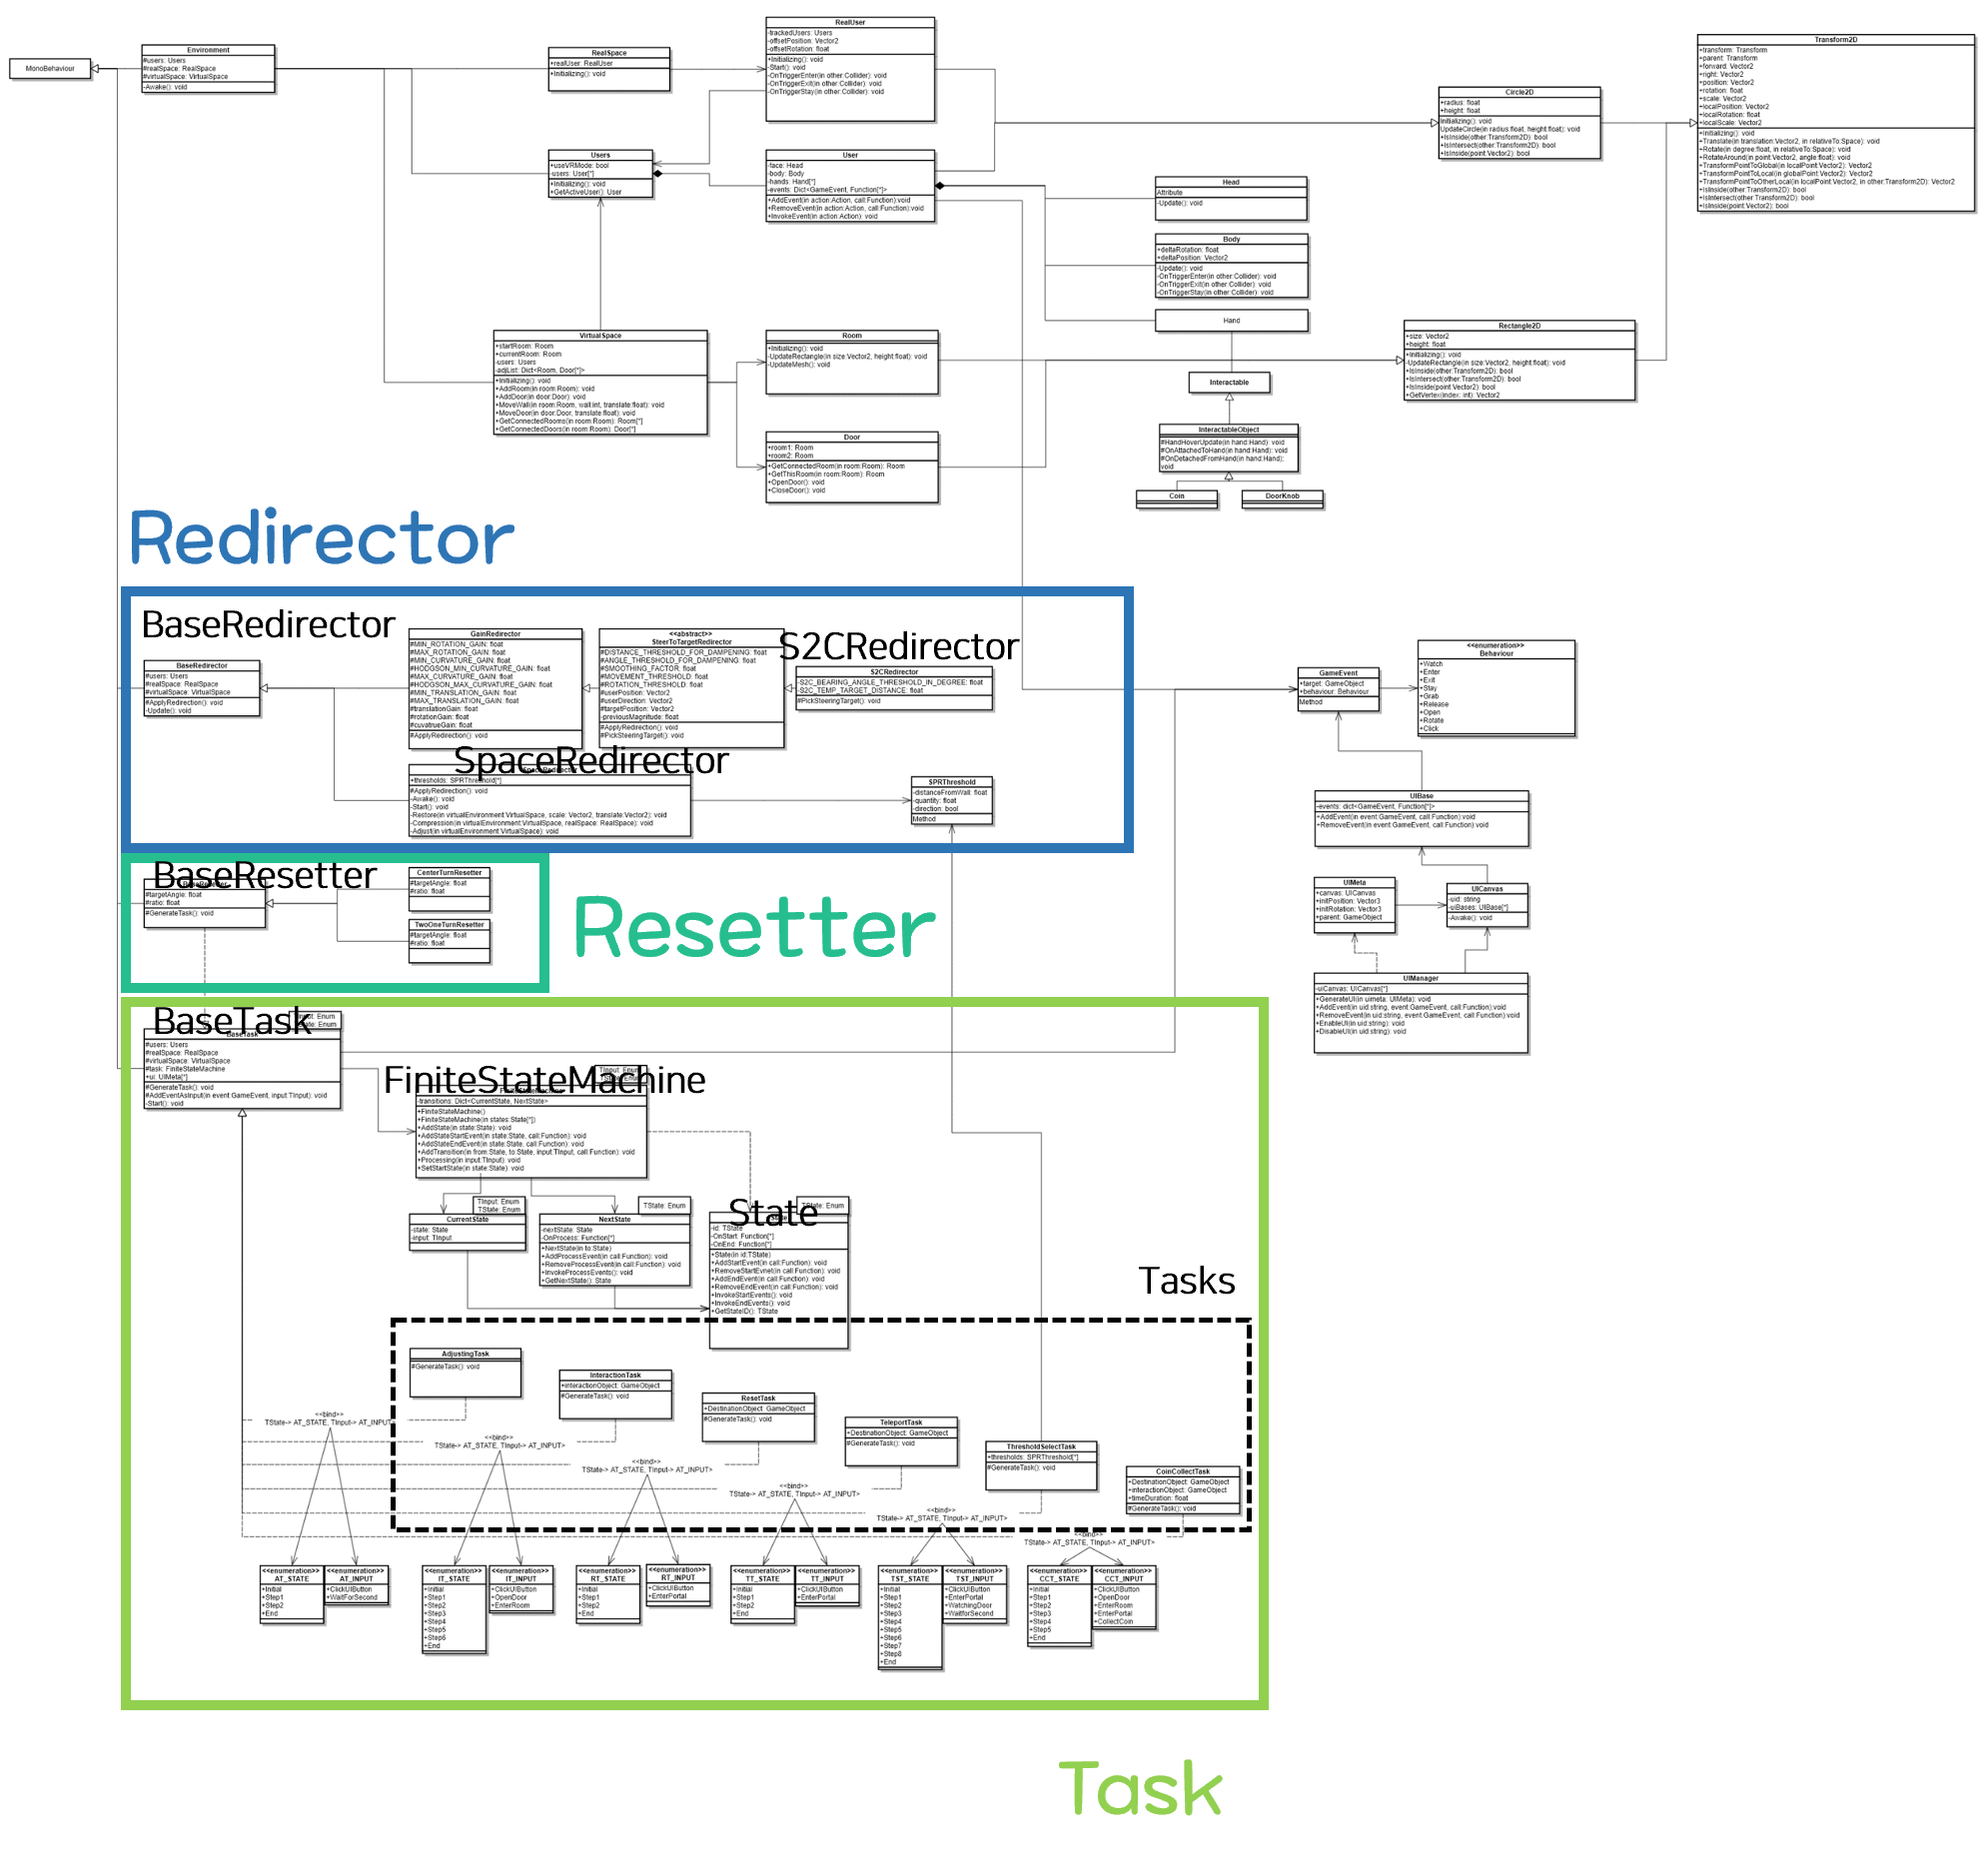 MonoBehaviour
Environment
#users: Users
#realSpace: RealSpace
#virtualSpace: VirtualSpace
-Awake(): void
RealSpace
+realUser: RealUser
+Initializing(): void
RealUser
-trackedUsers: Users
-offsetPosition: Vector2
-offsetRotation: float
+Initializing(): void
-Start(): void
-OnTriggerEnter(in other:Collider): void
-OnTriggerExit(in other:Collider): void
-OnTriggerStay(in other:Collider): void
Transform2D
+transform: Transform
+parent: Transform
+forward: Vector2
+right: Vector2
+position: Vector2
+rotation: float
+scale: Vector2
+localPosition: Vector2
+localRotation: float
+localScale: Vector2
+Initializing(): void
+Translate(in translation:Vector2, in relativeTo:Space): void
+Rotate(in degree:float, in relativeTo:Space): void
+RotateAround(in point:Vector2, angle:float): void
+TransformPointToGlobal(in localPoint:Vector2): Vector2
+TransformPointToLocal(in globalPoint:Vector2): Vector2
+TransformPointToOtherLocal(in localPoint:Vector2, in other:Transform2D): Vector2
+IsInside(other:Transform2D): bool
+IsIntersect(other:Transform2D): bool
+IsInside(point:Vector2): bool
Circle2D
+radius: float
+height: float
Initializing(): void
UpdateCircle(in radius:float, height:float): void
+IsInside(other:Transform2D): bool
+IsIntersect(other:Transform2D): bool
+IsInside(point:Vector2): bool
Users
+useVRMode: bool
-users: User[*]
+Initializing(): void
+GetActiveUser(): User
User
-face: Head
-body: Body
-hands: Hand[*]
-events: Dict<GameEvent, Function[*]>
+AddEvent(in action:Action, call:Function):void
+RemoveEvent(in action:Action, call:Function):void
+InvokeEvent(in action:Action): void
Head
Attribute
-Update(): void
Body
+deltaRotation: float
+deltaPosition: Vector2
-Update(): void
-OnTriggerEnter(in other:Collider): void
-OnTriggerExit(in other:Collider): void
-OnTriggerStay(in other:Collider): void
Hand
VirtualSpace
+startRoom: Room
+currentRoom: Room
-users: Users
-adjList: Dict<Room, Door[*]>
+Initializing(): void
+AddRoom(in room:Room): void
+AddDoor(in door:Door): void
+MoveWall(in room:Room, wall:int, translate:float): void
+MoveDoor(in door:Door, translate:float): void
+GetConnectedRooms(in room:Room): Room[*]
+GetConnectedDoors(in room:Room): Door[*]
Room
+Initializing(): void
-UpdateRectangle(in size:Vector2, height:float): void
-UpdateMesh(): void
Rectangle2D
+size: Vector2
+height: float
+Initializing(): void
-UpdateRectangle(in size:Vector2, height:float): void
+IsInside(other:Transform2D): bool
+IsIntersect(other:Transform2D): bool
+IsInside(point:Vector2): bool
+GetVertex(index, int): Vector2
Interactable
InteractableObject
#HandHoverUpdate(in hand:Hand): void
#OnAttachedToHand(in hand:Hand): void
#OnDetachedFromHand(in hand:Hand):
void
Coin
DoorKnob
Door
+room1: Room
+room2: Room
+GetConnectedRoom(in room:Room): Room
+GetThisRoom(in room:Room): Room
+OpenDoor(): void
+CloseDoor(): void
Redirector
BaseRedirector
BaseRedirector
#users: Users
#realSpace: RealSpace
#virtualSpace: VirtualSpace
#ApplyRedirection(): void
-Update(): void
GainRedirector
#MIN_ROTATION_GAIN: float
#MAX_ROTATION_GAIN: float
#MIN_CURVATURE_GAIN: float
#HODGSON_MIN_CURVATURE_GAIN: float
#MAX_CURVATURE_GAIN: float
#HODGSON_MAX_CURVATURE_GAIN: float
#MIN_TRANSLATION_GAIN: float
#MAX_TRANSLATION_GAIN: float
#translationGain: float
#rotationGain: float
#cuvatrueGain: float
#ApplyRedirection(): void
<<abstract>>
SteerToTargetRedirector
#DISTANCE_THRESHOLD_FOR_DAMPENING: float
#ANGLE_THRESHOLD_FOR_DAMPENING: float
#SMOOTHING_FACTOR: float
#MOVEMENT_THRESHOLD: float
#ROTATION_THRESHOLD: float
#userPosition: Vector2
#userDirection: Vector2
#targetPosition: Vector2
-previousMagnitude: float
#ApplyRedirection(): void
#PickSteeringTarget(): void
S2CRedirector
S2CRedirector
-S2C_BEARING_ANGLE_THRESHOLD_IN_DEGREE: float
-S2C_TEMP_TARGET_DISTANCE: float
#PickSteeringTarget(): void
SpaceRedirector
+thresholds: SPRThreshold[*]
#ApplyRedirection(): void
-Awake(): void
-Start(): void
-Restore(in virtualEnvironment:VirtualSpace, scale: Vector2, translate:Vector2): void
-Compression(in virtualEnvironment:VirtualSpace, realSpace: RealSpace): void
-Adjust(in virtualEnvironment:VirtualSpace): void
SPRThreshold
-distanceFromWall: float
-quantity: float
-direction: bool
Method
GameEvent
+target: GameObject
+behaviour: Behaviour
Method
<<enumeration>>
Behaviour
+Watch
+Enter
+Exit
+Stay
+Grab
+Release
+Open
+Rotate
+Click
UIBase
-events: dict<GameEvent, Function[*]>
+AddEvent(in event:GameEvent, call:Function):void
+RemoveEvent(in event:GameEvent, call:Function):void
UIMeta
+canvas: UICanvas
+initPosition: Vector3
+initRotation: Vector3
+parent: GameObject
UICanvas
-uid: string
-uiBases: UIBase[*]
-Awake(): void
UIManager
-uiCanvas: UICanvas[*]
+GenerateUI(in uimeta: UIMeta): void
+AddEvent(in uid:string, event:GameEvent, call:Function):void
+RemoveEvent(in uid:string, event:GameEvent, call:Function):void
+EnableUI(in uid:string): void
+DisableUI(in uid:string): void
BaseResetter
#targetAngle: float
#ratio: float
#GenerateTask(): void
CenterTurnResetter
#targetAngle: float
#ratio: float
TwoOneTurnResetter
#targetAngle: float
#ratio: float
Resetter
BaseTask
BaseTask
#users: Users
#realSpace: RealSpace
#virtualSpace: VirtualSpace
#task: FiniteStateMachine
+ui: UIMeta[*]
#GenerateTask(): void
#AddEventAsInput(in event:GameEvent, input:TInput): void
-Start(): void
FiniteStateMachine
-transitions: Dict<CurrentState, NextState>
+FiniteStateMachine()
+FiniteStateMachine(in states:State[*])
+AddState(in state:State): void
+AddStateStartEvent(in state:State, call:Function): void
+AddStateEndEvent(in state:State, call:Function): void
+AddTransition(in from:State, to State, input:TInput, call:Function): void
+Processing(in input:TInput): void
+SetStartState(in state:State): void
TInput: Enum
TState: Enum
CurrentState
-state: State
-input: TInput
TState: Enum
NextState
-nextState: State
-OnProcess: Function[*]
+NextState(in to:State)
+AddProcessEvent(in call:Function): void
+RemoveProcessEvent(in call:Function): void
+InvokeProcessEvents(): void
+GetNextState(): State
TState: Enum
State
-id: TState
-OnStart: Function[*]
-OnEnd: Function[*]
+State(in id:TState)
+AddStartEvent(in call:Function): void
+RemoveStartEvnet(in call:Function): void
+AddEndEvent(in call:Function): void
+RemoveEndEvent(in call:Function): void
+InvokeStartEvents(): void
+InvokeEndEvents(): void
+GetStateID(): TState
Tasks
AdjustingTask
#GenerateTask(): void
InteractionTask
+interactionObject: GameObject
#GenerateTask(): void
ResetTask
+DestinationObject: GameObject
#GenerateTask(): void
TeleportTask
+DestinationObject: GameObject
#GenerateTask(): void
ThresholdSelectTask
+thresholds: SPRThreshold[*]
#GenerateTask(): void
CoinCollectTask
+DestinationObject: GameObject
+interactionObject: GameObject
+timeDuration: float
#GenerateTask(): void
<<bind>>
TState-> AT_STATE, TInput-> AT_INPUT>
<<bind>>
TState-> AT_STATE, TInput-> AT_INPUT>
<<bind>>
TState-> AT_STATE, TInput-> AT_INPUT>
<<bind>>
TState-> AT_STATE, TInput-> AT_INPUT>
<<bind>>
TState-> AT_STATE, TInput-> AT_INPUT>
<<bind>>
TState-> AT_STATE, TInput-> AT_INPUT>
<<enumeration>>
AT_STATE
+Initial
+Step1
+Step2
+End
<<enumeration>>
AT_INPUT
+ClickUIButton
+WaitForSecond
<<enumeration>>
IT_STATE
+Initial
+Step1
+Step2
+Step3
+Step4
+Step5
+Step6
+End
<<enumeration>>
IT_INPUT
+ClickUIButton
+OpenDoor
+EnterRoom
<<enumeration>>
RT_STATE
+Initial
+Step1
+Step2
+End
<<enumeration>>
RT_INPUT
+ClickUIButton
+EnterPortal
<<enumeration>>
TT_STATE
+Initial
+Step1
+Step2
+End
<<enumeration>>
TT_INPUT
+ClickUIButton
+EnterPortal
<<enumeration>>
TST_STATE
+Initial
+Step1
+Step2
+Step3
+Step4
+Step5
+Step6
+Step7
+Step8
+End
<<enumeration>>
TST_INPUT
+ClickUIButton
+EnterPortal
+WatchingDoor
+WaitforSecond
<<enumeration>>
CCT_STATE
+Initial
+Step1
+Step2
+Step3
+Step4
+Step5
+End
<<enumeration>>
CCT_INPUT
+ClickUIButton
+OpenDoor
+EnterRoom
+EnterPortal
+CollectCoin
Task